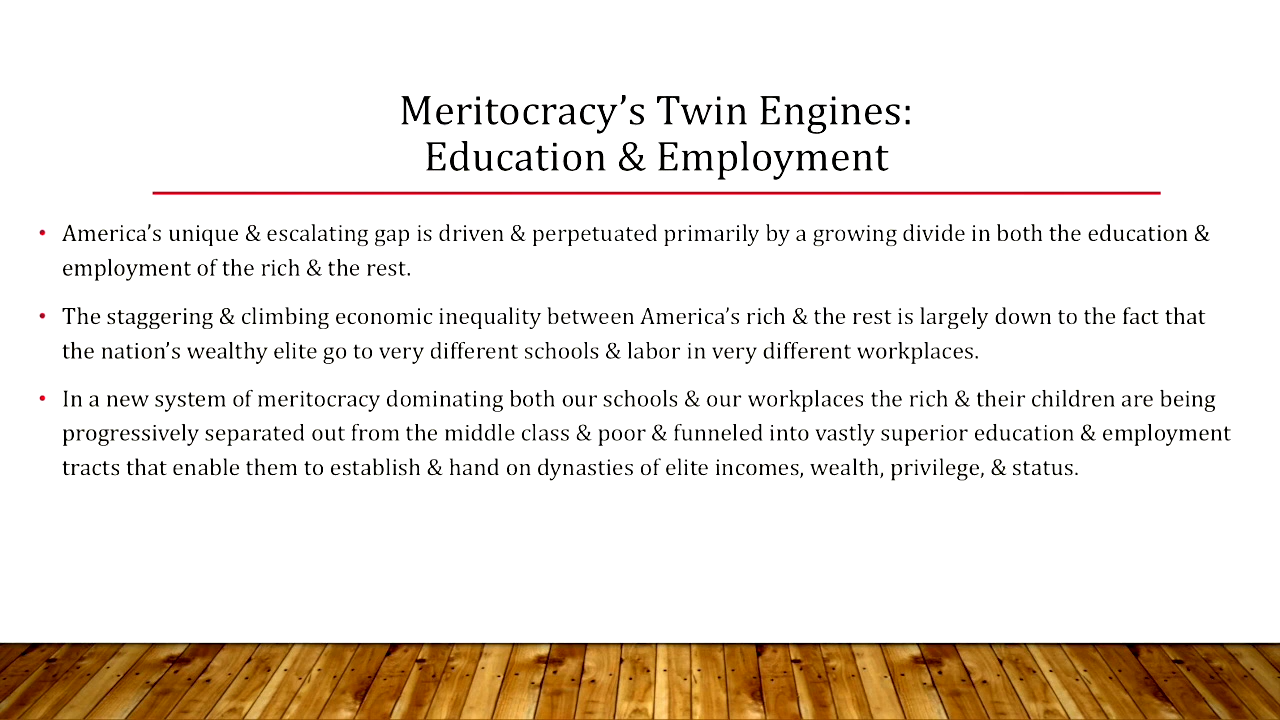 Meritocracy’s Twin Engines:
Education & Employment
• America’s unique & escalating gap is driven & perpetuated primarily by a growing divide in both the education &
employment of the rich & the rest.
• The staggering & climbing economic inequality between America’s rich & the rest is largely down to the fact that
the nation’s wealthy elite go to very different schools & labor in very different workplaces.
• In a new system of meritocracy dominating both our schools & our workplaces the rich & their children are being
progressively separated out from the middle class & poor & funneled into vastly superior education & employment
tracts that enable them to establish & hand on dynasties of elite incomes, wealth, privilege, & status.